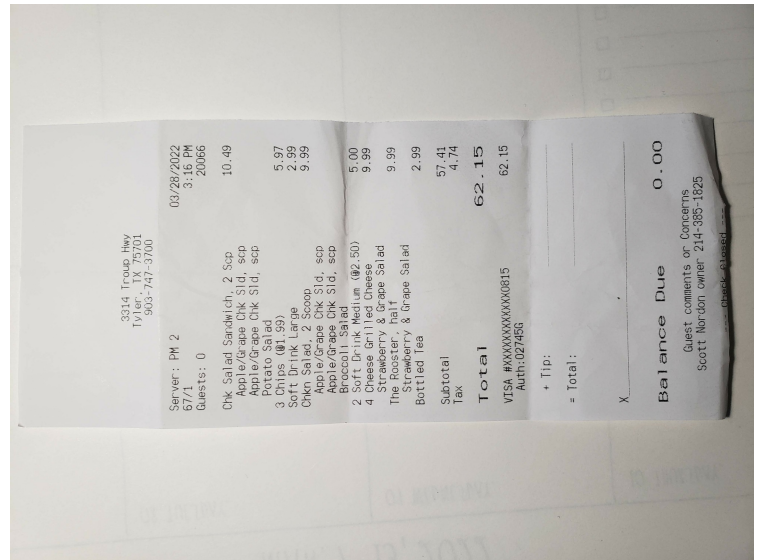 3314 Troup Hwy
Tyler, TX 75701
903-747-3700
Server: PM 2 03/28/2022
67/1 3:16 PM
Guests: 0 20066
Chk Salad Sandwich, 2 Scp 10.49
Apple/Grape Chk Sld, scp
Apple/Grape Chk Sld, scp
Potato Salad
3 Chips (@1.99) 5.97
Soft Drink Large 2.99
Chkn Salad, 2 Scoop 9.99
Apple/Grape Chk Sld, scp
Apple/Grape Chk Sld, scp
Broccoli Salad
2 Soft Drink Medium (@2.50) 5.00
4 Cheese Grilled Cheese 9.99
Strawberry & Grape Salad
The Rooster, half 9.99
Strawberry & Grape Salad
Bottled Tea 2.99
Subtotal 57.41
Tax 4.74
Total 62.15
VISA #XXXXXXXXXXXX0815 62.15
Auth:02745G
+ Tip:
= Total:
X
Balance Due 0.00
Guest comments or Concerns
Scott Nordon owner 214-385-1825
--- Check Closed ---